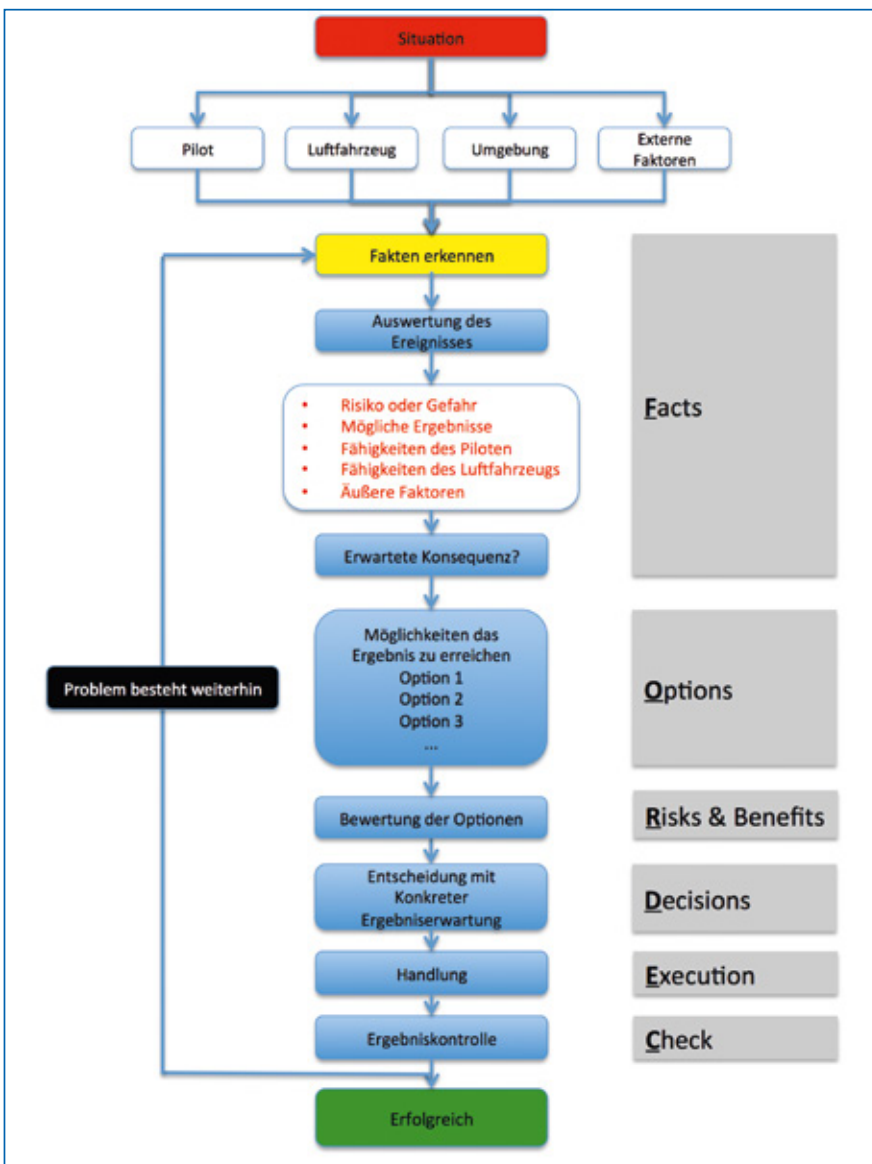 Situation
Pilot
Luftfahrzeug
Umgebung
Externe
Faktoren
Fakten erkennen
Auswertung des
Ereignisses
• Risiko oder Gefahr
• Mögliche Ergebnisse
• Fähigkeiten des Piloten
• Fähigkeiten des Luftfahrzeugs
• Äußere Faktoren
Erwartete Konsequenz?
Facts
Möglichkeiten das
Ergebnis zu erreichen
Option 1
Option 2
Option 3
...
Options
Problem besteht weiterhin
Bewertung der Optionen
Risks & Benefits
Entscheidung mit
Konkreter
Ergebniserwartung
Decisions
Handlung
Execution
Ergebniskontrolle
Check
Erfolgreich